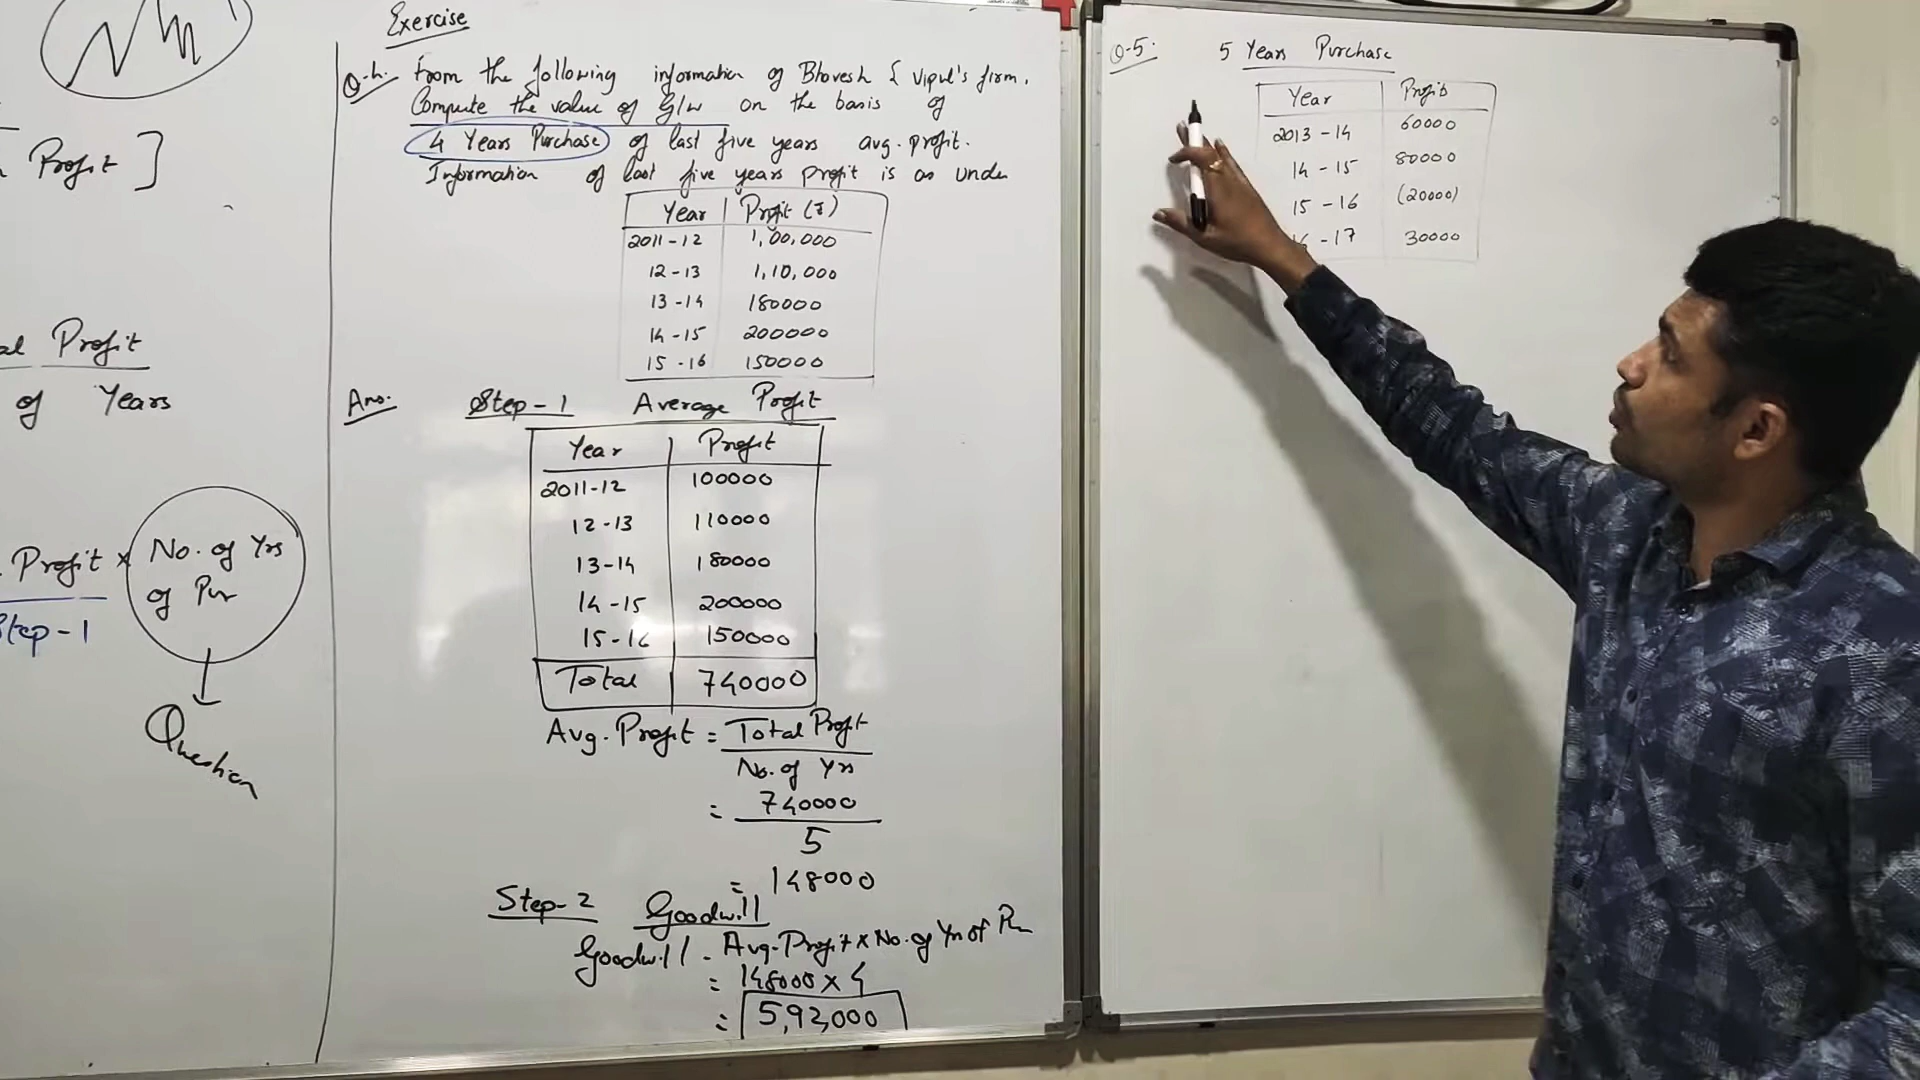 Profit ]
al Profit
of Years
Profit × No. of Yrs
of Pur
Step-1
Question
Exercise
Q-4. From the following information of Bhavesh & Vipul's firm.
Compute the value of G/w on the basis of
4 Years Purchase of last five years avg. profit.
Information of last five years profit is as under
Year Profit (₹)
2011-12 1,00,000
12-13 1,10,000
13-14 180000
14-15 200000
15-16 150000
Ans. Step-1 Average Profit
Year Profit
2011-12 100000
12-13 110000
13-14 180000
14-15 200000
15-16 150000
Total 740000
Avg. Profit = Total Profit
No. of Yrs
= 740000
5
= 148000
Step-2 Goodwill
Goodwill = Avg. Profit × No. of Yr of Pur
= 148000 × 4
= 5,92,000
Q-5. 5 Years Purchase
Year Profit
2013-14 60000
14-15 80000
15-16 (20000)
-17 30000